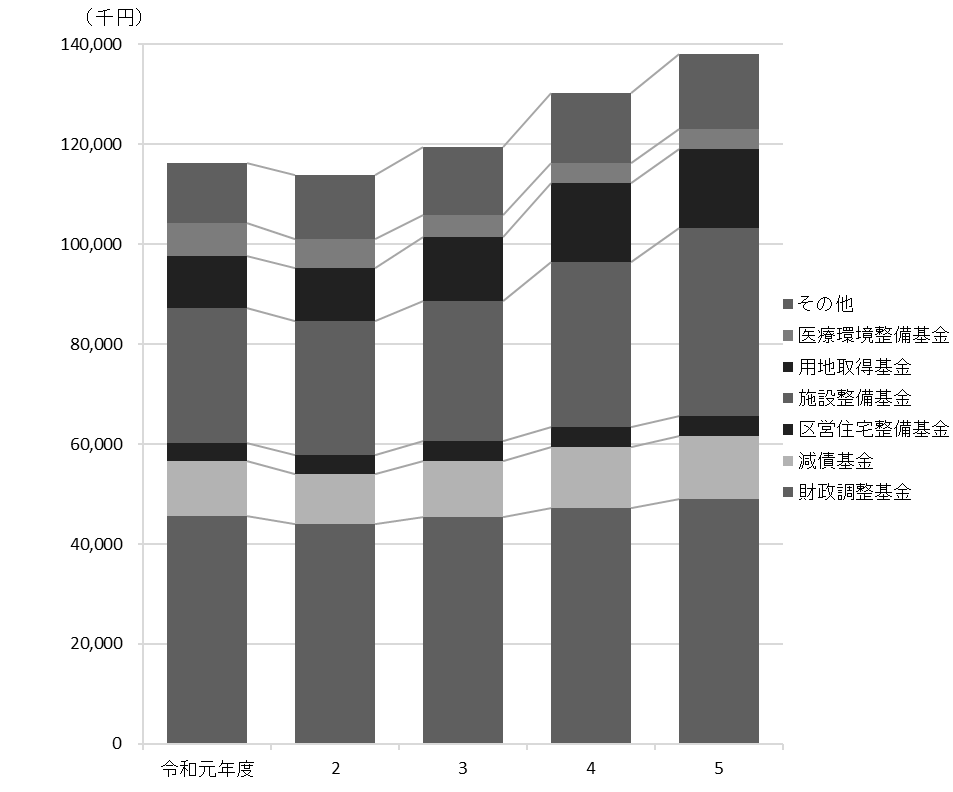 （千円）
140,000
120,000
100,000
80,000
60,000
40,000
20,000
0
令和元年度 2 3 4 5
その他
医療環境整備基金
用地取得基金
施設整備基金
区営住宅整備基金
減債基金
財政調整基金